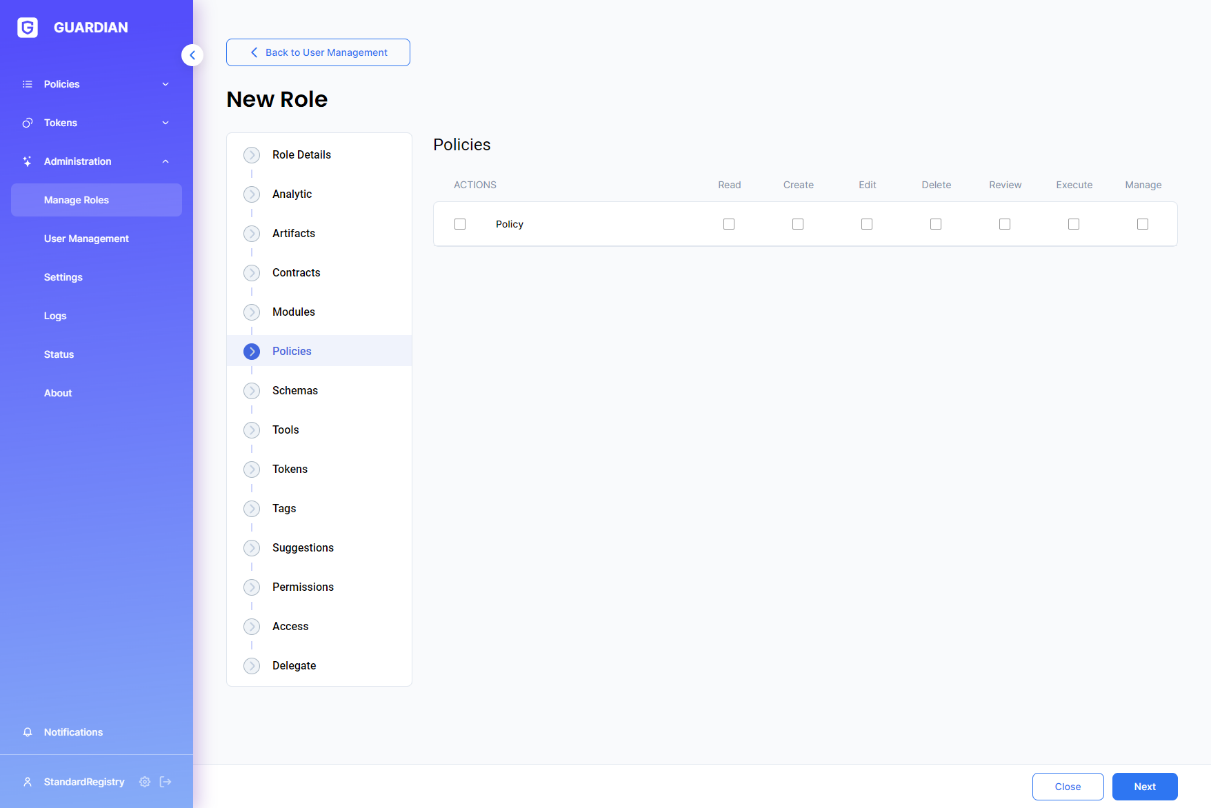 GUARDIAN
Policies
Tokens
Administration
Manage Roles
User Management
Settings
Logs
Status
About
Notifications
StandardRegistry
Back to User Management
New Role
Role Details
Analytic
Artifacts
Contracts
Modules
Policies
Schemas
Tools
Tokens
Tags
Suggestions
Permissions
Access
Delegate
Policies
ACTIONS Read Create Edit Delete Review Execute Manage
Policy
Close Next